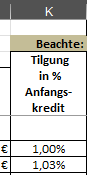 K
Beachte:
Tilgung
in %
Anfangs-
kredit
€ 1,00%
€ 1,03%